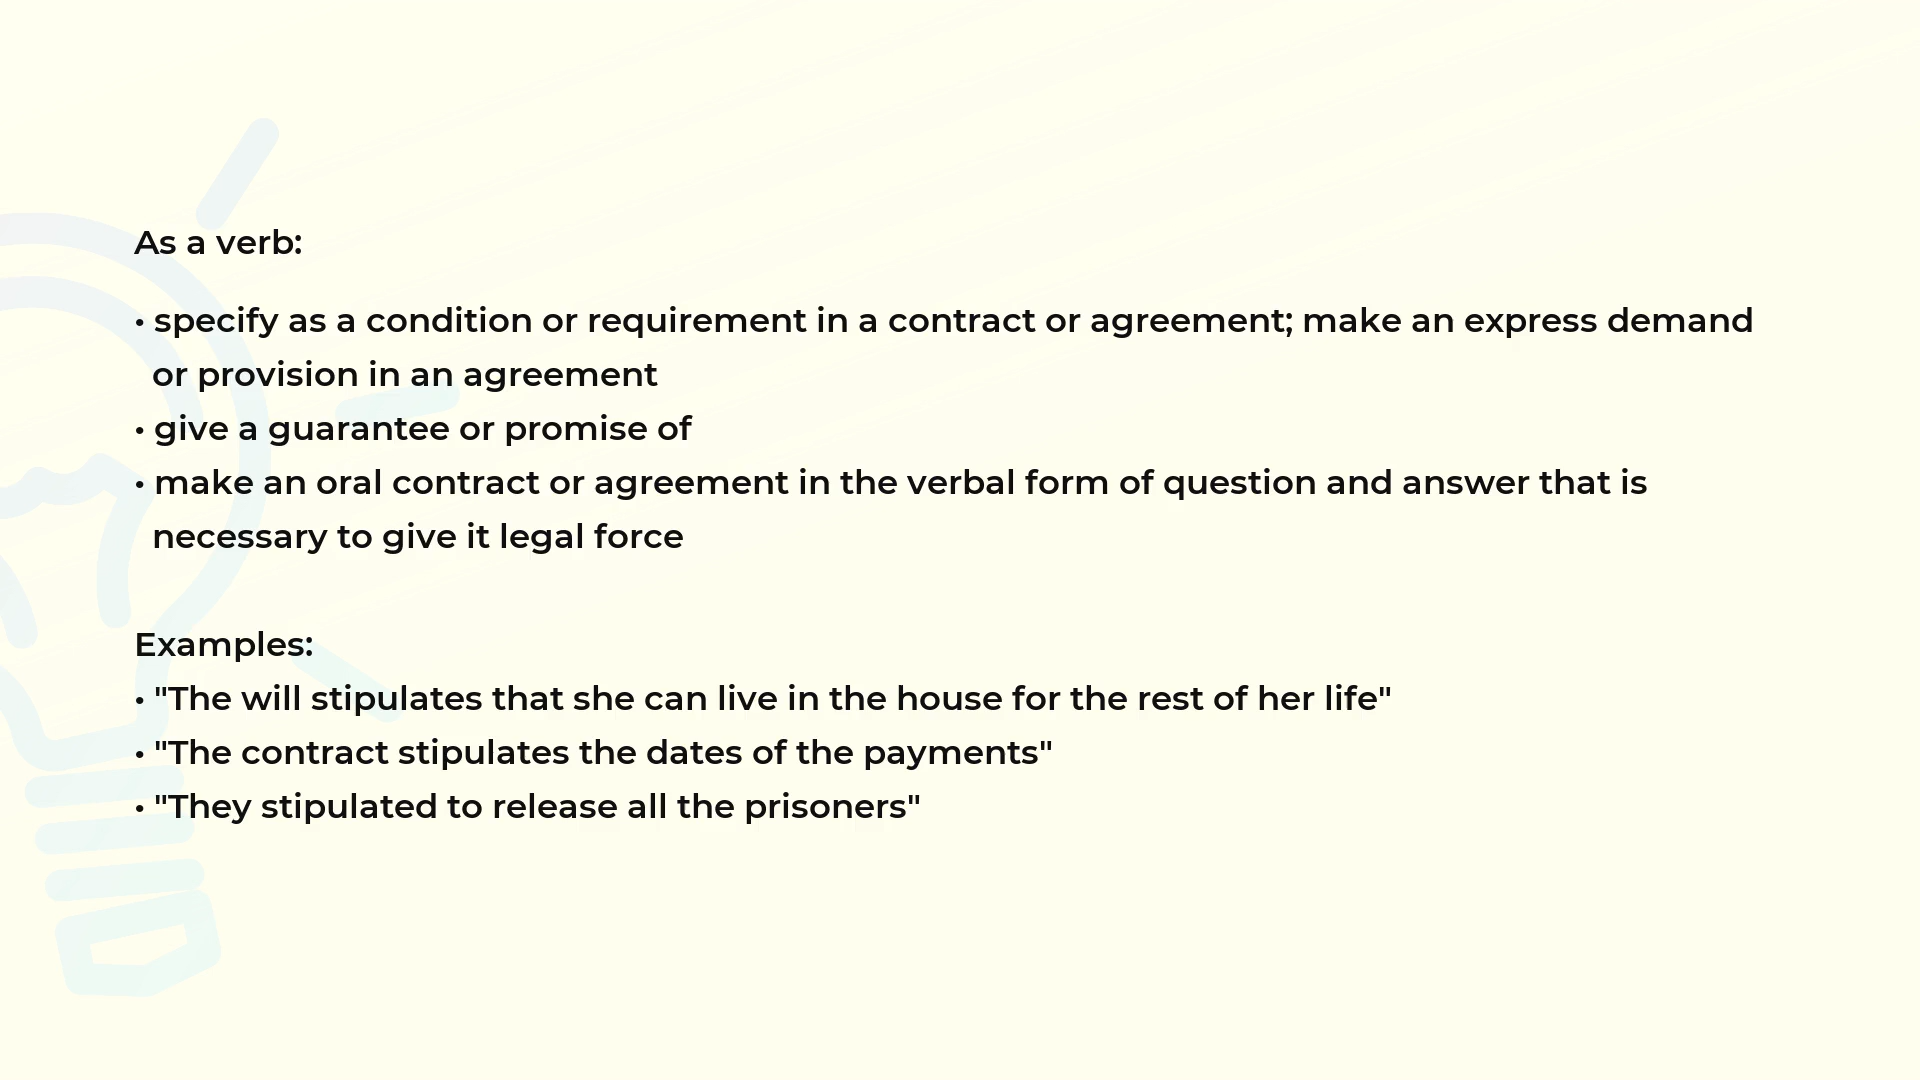 As a verb:
• specify as a condition or requirement in a contract or agreement; make an express demand
or provision in an agreement
• give a guarantee or promise of
• make an oral contract or agreement in the verbal form of question and answer that is
necessary to give it legal force
Examples:
• "The will stipulates that she can live in the house for the rest of her life"
• "The contract stipulates the dates of the payments"
• "They stipulated to release all the prisoners"